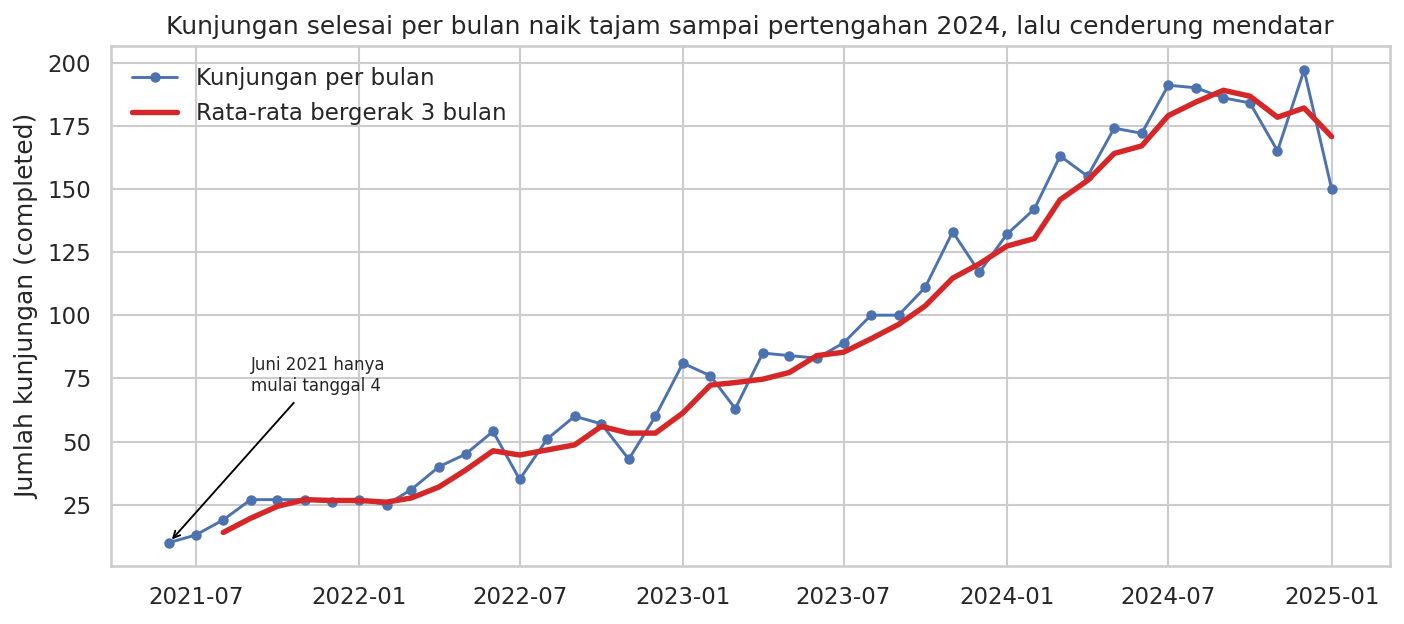 Kunjungan selesai per bulan naik tajam sampai pertengahan 2024, lalu cenderung mendatar
Jumlah kunjungan (completed)
200
175
150
125
100
75
50
25
Kunjungan per bulan
Rata-rata bergerak 3 bulan
Juni 2021 hanya
mulai tanggal 4
2021-07
2022-01
2022-07
2023-01
2023-07
2024-01
2024-07
2025-01